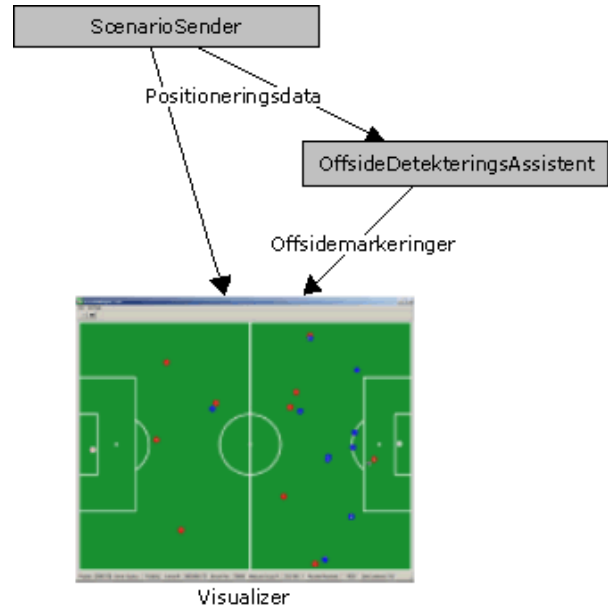 ScenarioSender
Positioneringsdata
OffsideDetekteringsAssistent
Offsidemarkeringer
Visualizer